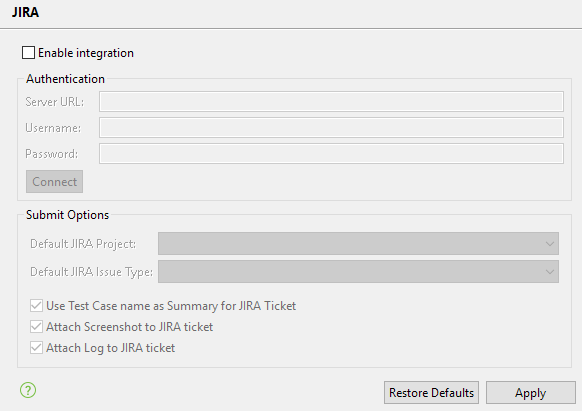 JIRA
Enable integration
Authentication
Server URL:
Username:
Password:
Connect
Submit Options
Default JIRA Project:
Default JIRA Issue Type:
Use Test Case name as Summary for JIRA Ticket
Attach Screenshot to JIRA ticket
Attach Log to JIRA ticket
? Restore Defaults Apply